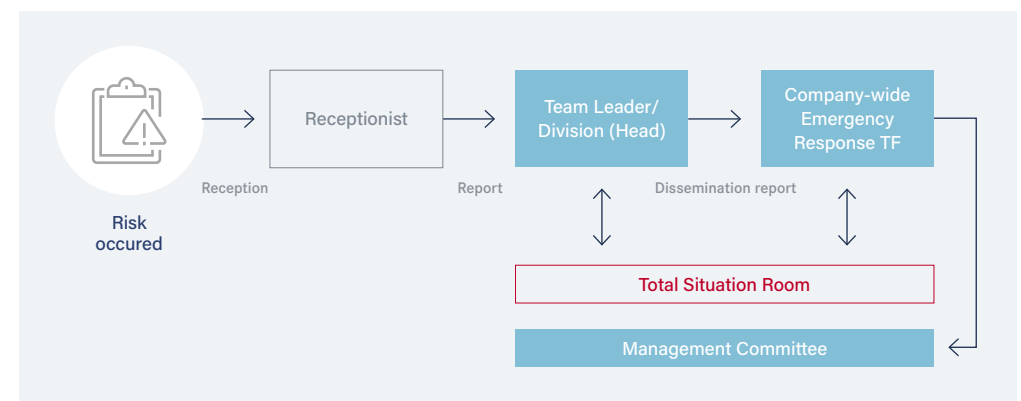 Receptionist
Team Leader/
Division (Head)
Company-wide
Emergency
Response TF
Reception
Report
Dissemination report
Risk
occured
Total Situation Room
Management Committee